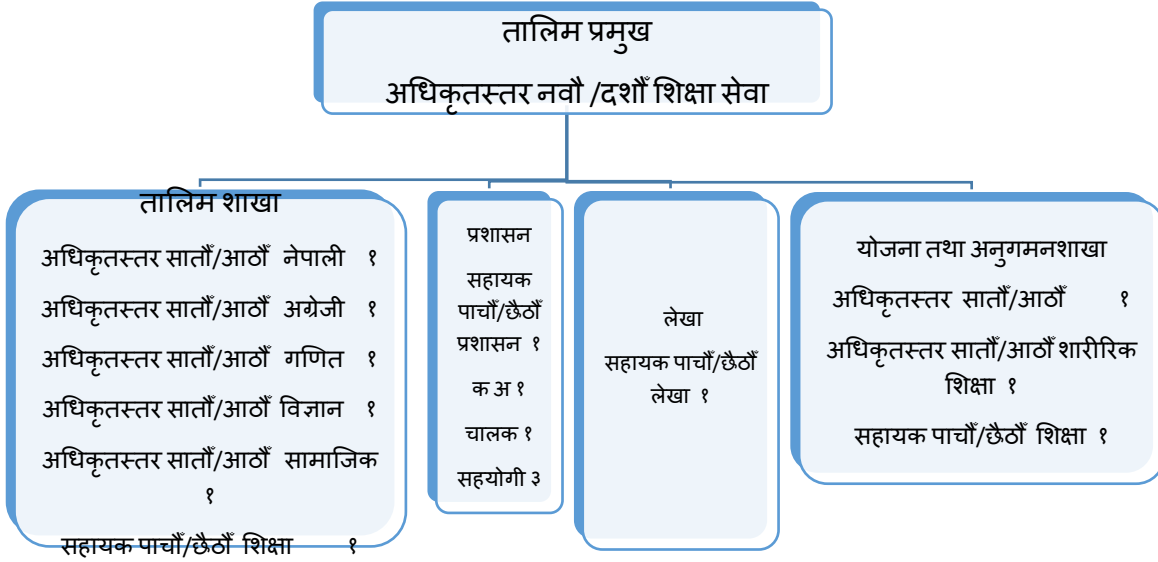 तालिम प्रमुख
अधिकृतस्तर नवौ /दशौँ शिक्षा सेवा
तालिम शाखा
अधिकृतस्तर सातौँ/आठौँ नेपाली १
अधिकृतस्तर सातौँ/आठौँ अग्रेजी १
अधिकृतस्तर सातौँ/आठौँ गणित १
अधिकृतस्तर सातौँ/आठौँ विज्ञान १
अधिकृतस्तर सातौँ/आठौँ सामाजिक
१
सहायक पाचौँ/छैठौँ शिक्षा १
प्रशासन
सहायक
पाचौँ/छैठौँ
प्रशासन १
क अ १
चालक १
सहयोगी ३
लेखा
सहायक पाचौँ/छैठौँ
लेखा १
योजना तथा अनुगमनशाखा
अधिकृतस्तर सातौँ/आठौँ १
अधिकृतस्तर सातौँ/आठौँ शारीरिक
शिक्षा १
सहायक पाचौँ/छैठौँ शिक्षा १